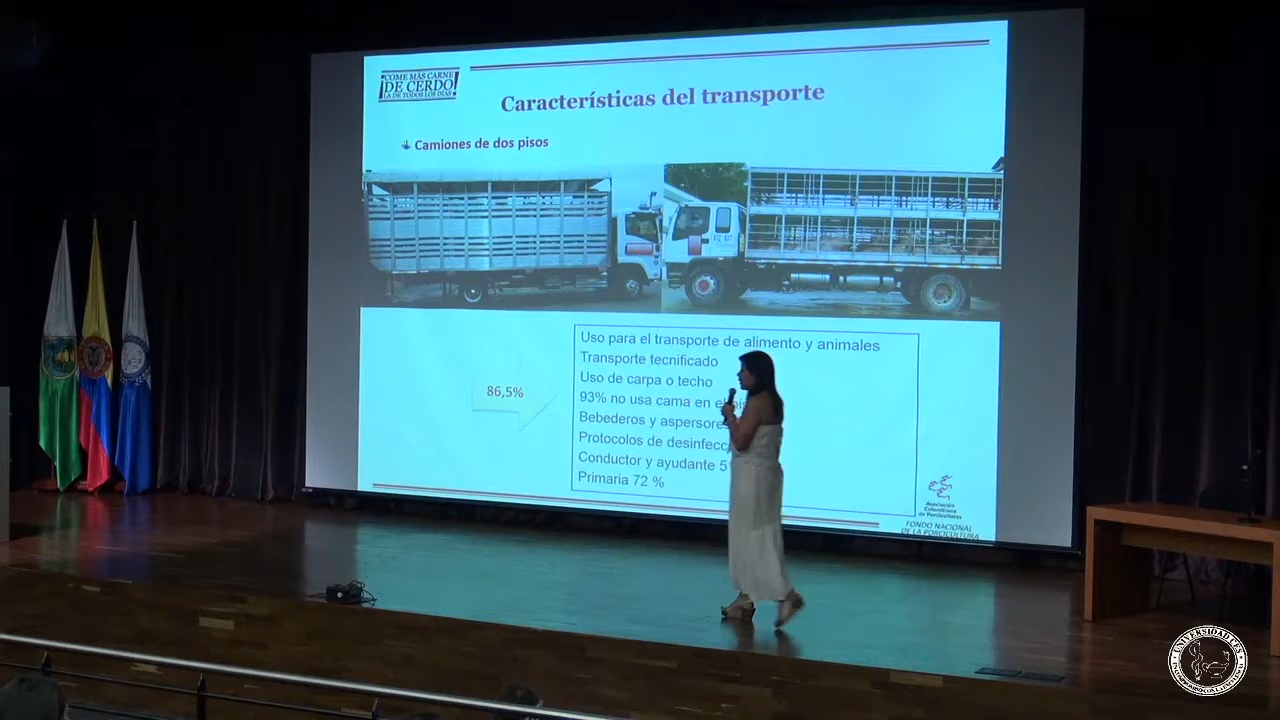 ¡COME MÁS CARNE
DE CERDO!
LA DE TODOS LOS DÍAS
Características del transporte
Camiones de dos pisos
86,5%
Uso para el transporte de alimento y animales
Transporte tecnificado
Uso de carpa o techo
93% no usa cama en el
Bebederos y aspersore
Protocolos de desinfecc
Conductor y ayudante 5
Primaria 72 %
Asociación
Colombiana
de Porcicultores
FONDO NACIONAL
DE LA PORCICULTURA
UNIVERSIDAD CES